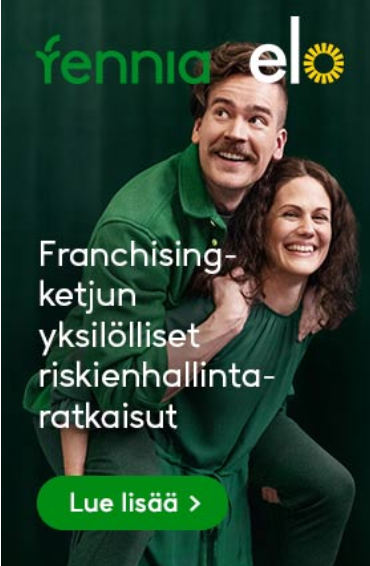 fennia elo
Franchising-
ketjun
yksilölliset
riskienhallinta-
ratkaisut
Lue lisää >